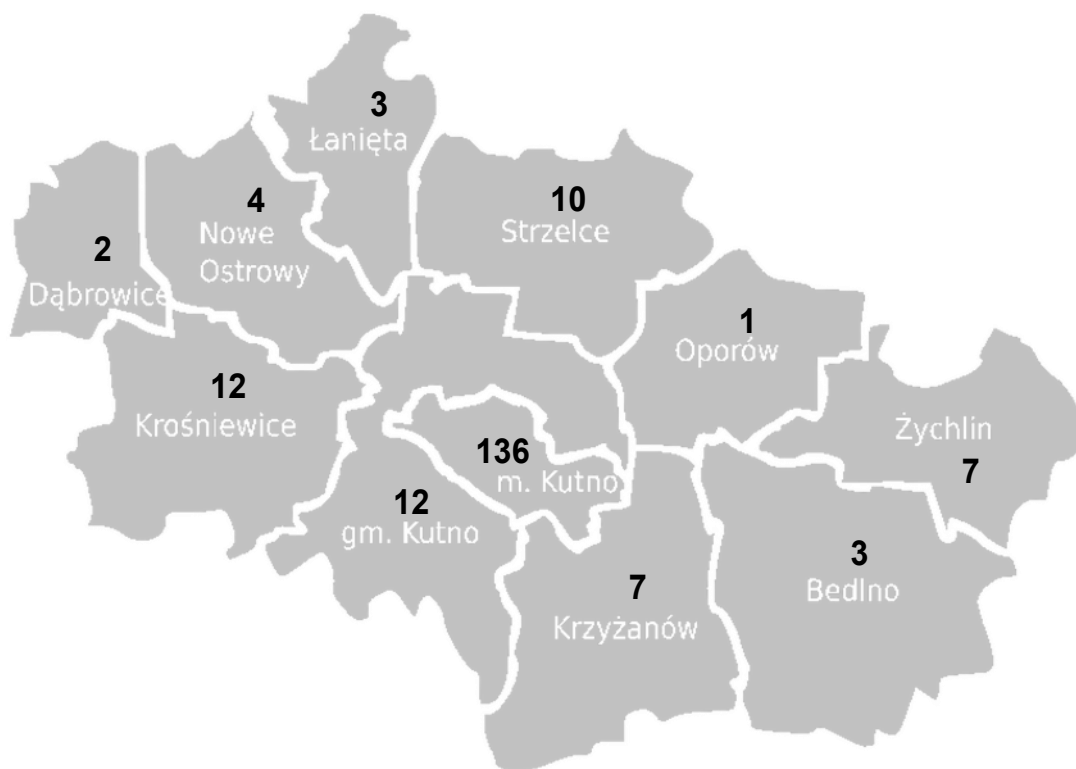 3
Łanięta
4
Nowe
Ostrowy
10
Strzelce
2
Dąbrowice
1
Oporów
12
Krośniewice
Żychlin
7
136
m. Kutno
12
gm. Kutno
3
Bedlno
7
Krzyżanów